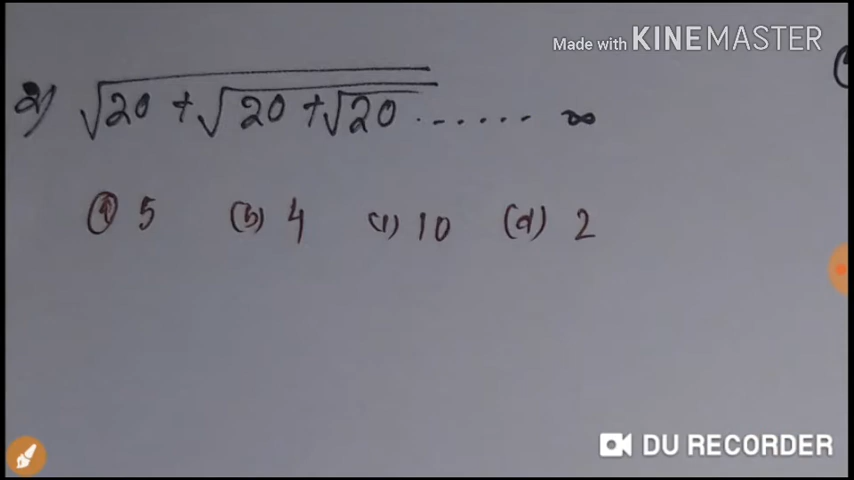 Made with KINEMASTER
2) √20 + √20 + √20 ...... ∞
(a) 5 (b) 4 (c) 10 (d) 2
DU RECORDER